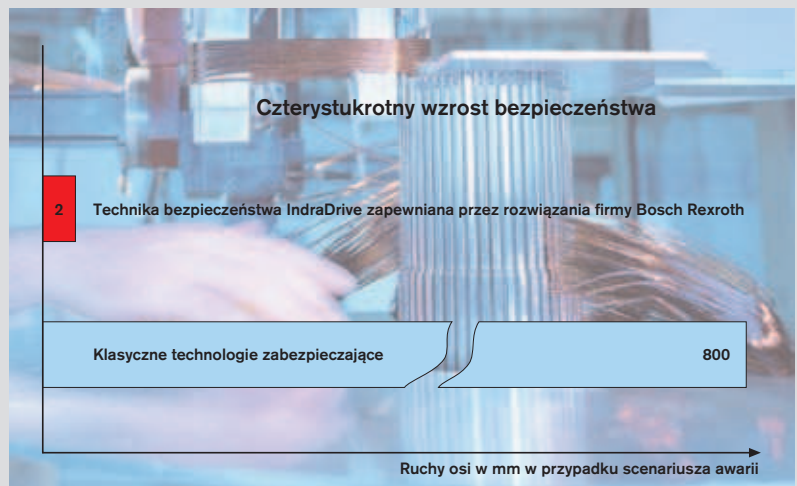 Czterystukrotny wzrost bezpieczeństwa
2 Technika bezpieczeństwa IndraDrive zapewniana przez rozwiązania firmy Bosch Rexroth
Klasyczne technologie zabezpieczające 800
Ruchy osi w mm w przypadku scenariusza awarii